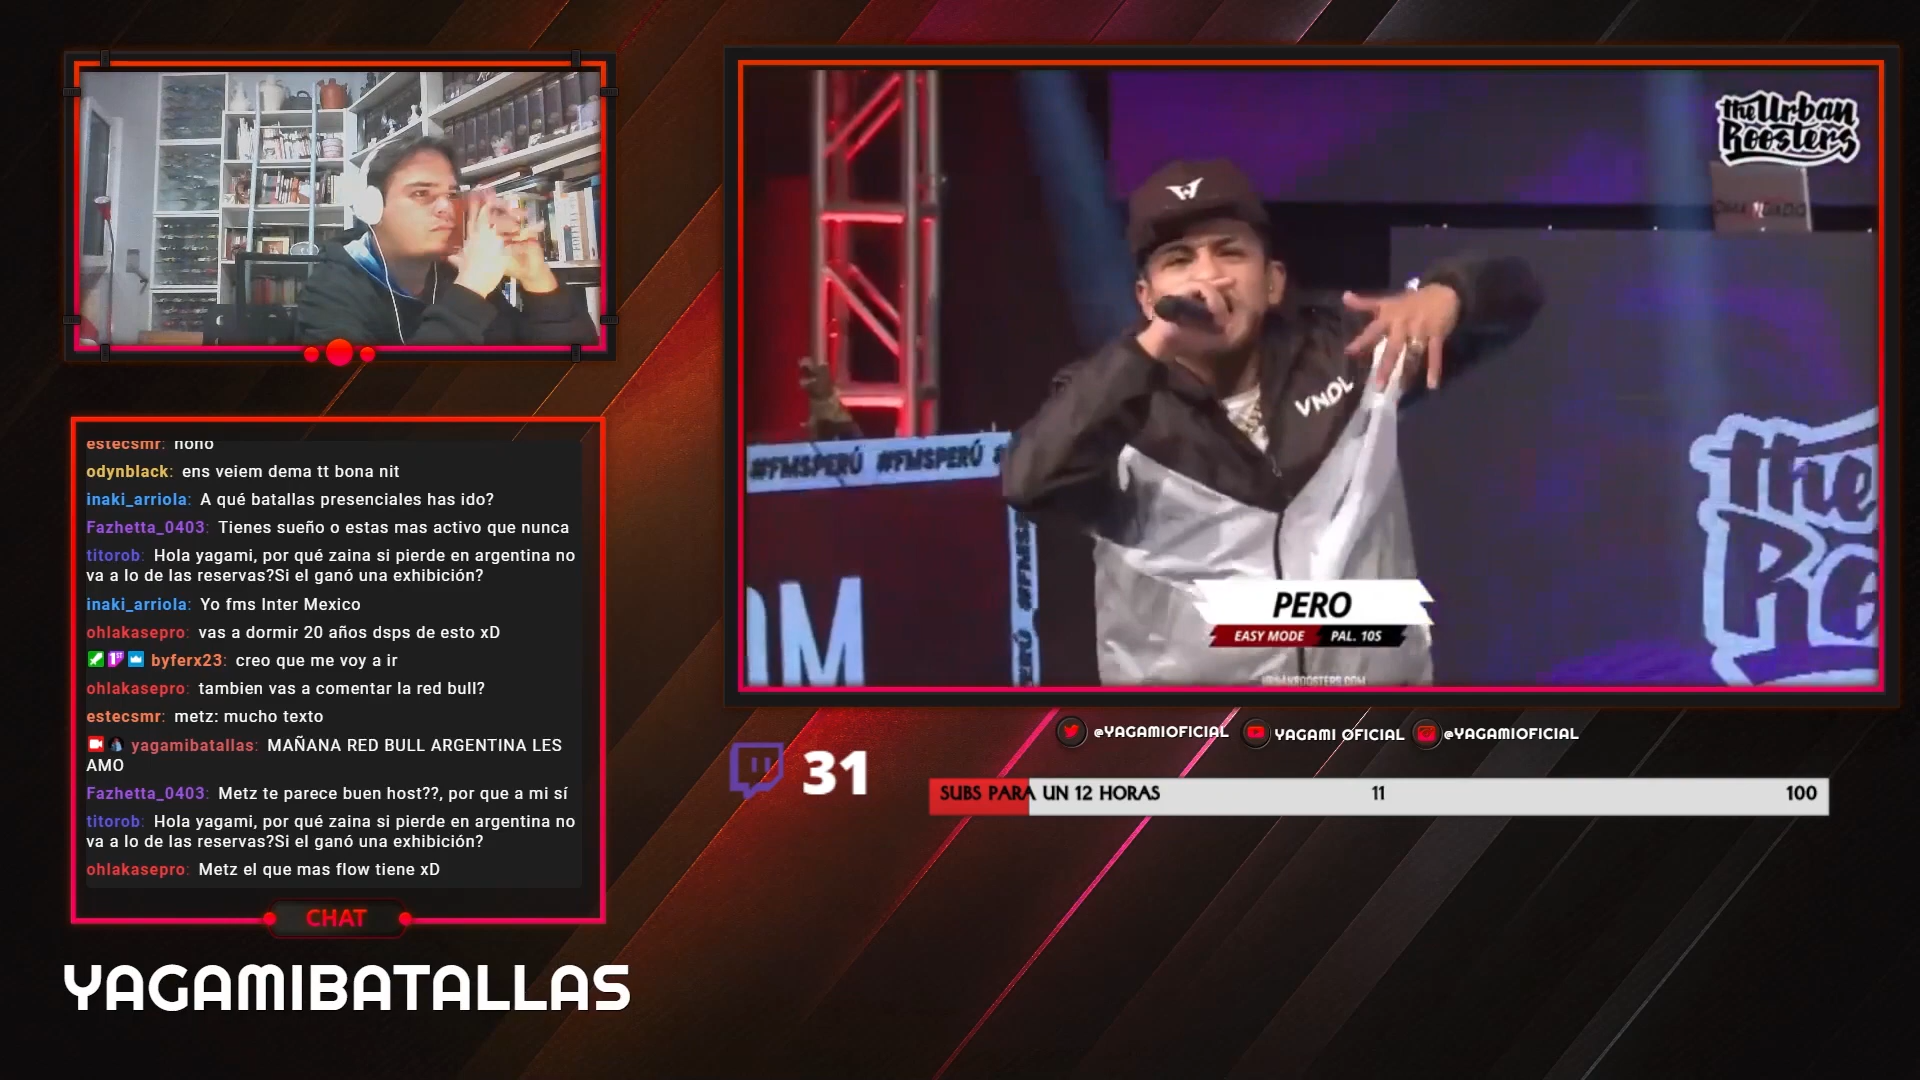 estecsmr: nono
odynblack: ens veiem dema tt bona nit
inaki_arriola: A qué batallas presenciales has ido?
Fazhetta_0403: Tienes sueño o estas mas activo que nunca
titorob: Hola yagami, por qué zaina si pierde en argentina no
va a lo de las reservas?Si el ganó una exhibición?
inaki_arriola: Yo fms Inter Mexico
ohlakasepro: vas a dormir 20 años dsps de esto xD
byferx23: creo que me voy a ir
ohlakasepro: tambien vas a comentar la red bull?
estecsmr: metz: mucho texto
yagamibatallas: MAÑANA RED BULL ARGENTINA LES
AMO
Fazhetta_0403: Metz te parece buen host??, por que a mi sí
titorob: Hola yagami, por qué zaina si pierde en argentina no
va a lo de las reservas?Si el ganó una exhibición?
ohlakasepro: Metz el que mas flow tiene xD
CHAT
YAGAMIBATALLAS
the Urban
Roosters
VNDL
#FMSPERÚ #FMSPERÚ #
OM
the
Ro
PERO
EASY MODE PAL. 10S
URBANROOSTERS.COM
@YAGAMIOFICIAL YAGAMI OFICIAL @YAGAMIOFICIAL
31
SUBS PARA UN 12 HORAS 11 100